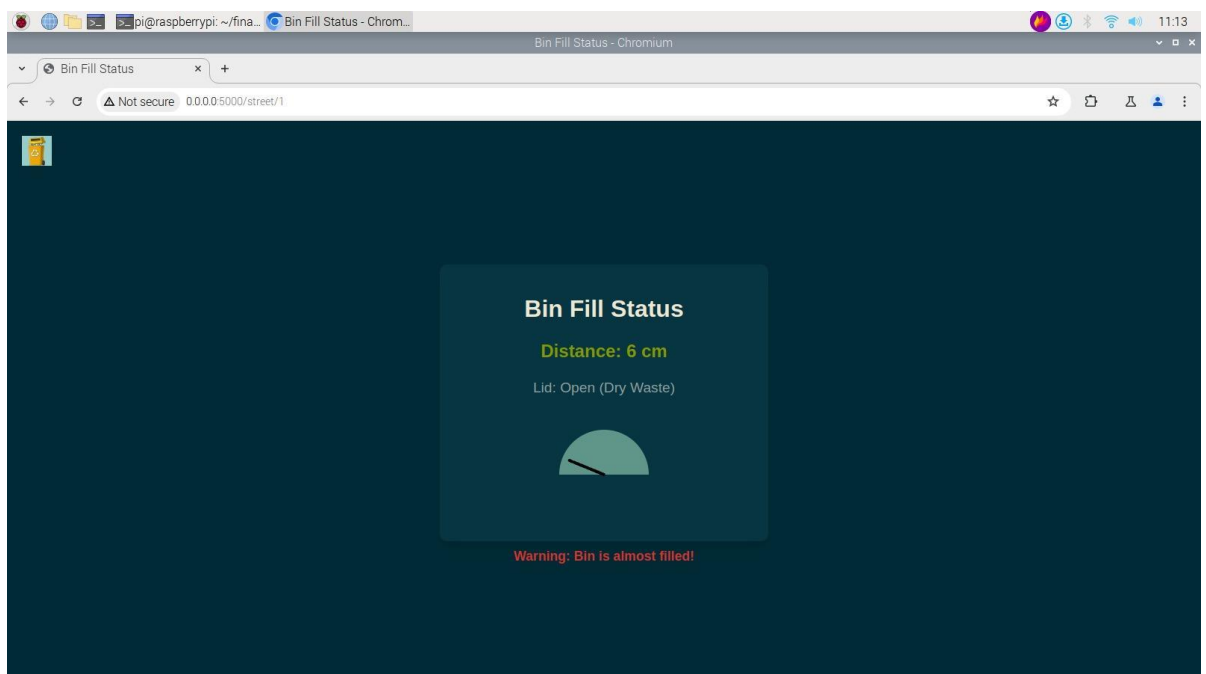 pi@raspberrypi: ~/fina... Bin Fill Status - Chrom... 11:13
Bin Fill Status - Chromium
Bin Fill Status
Not secure 0.0.0.0:5000/street/1
Bin Fill Status
Distance: 6 cm
Lid: Open (Dry Waste)
Warning: Bin is almost filled!